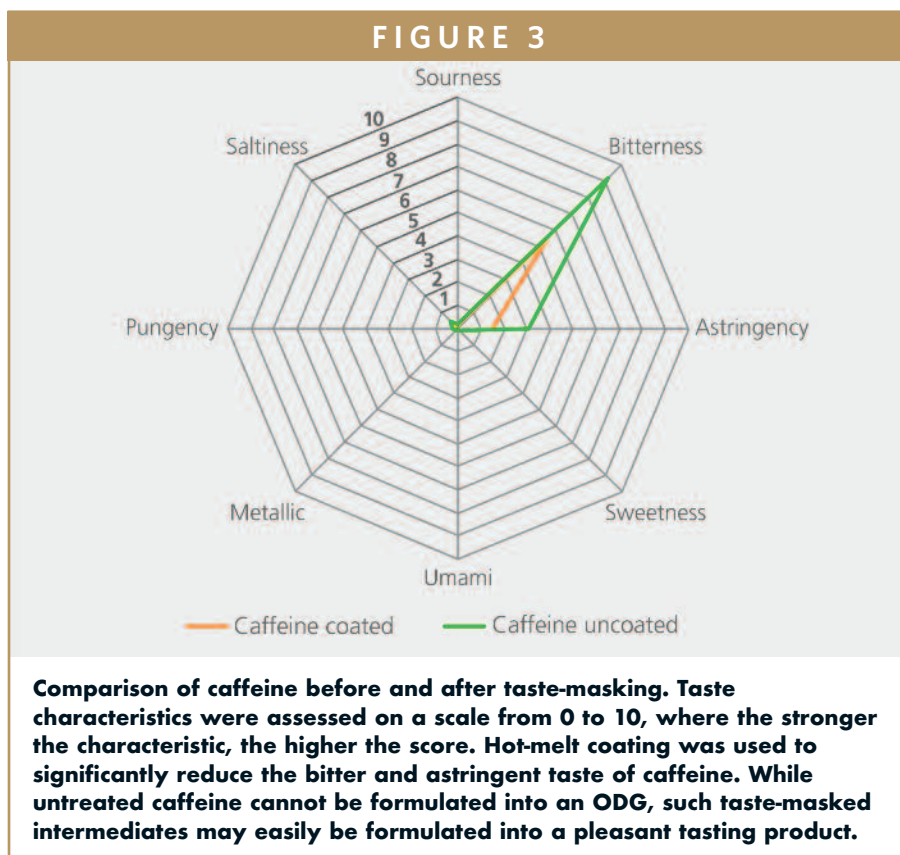 FIGURE 3
Sourness
10
9
8
7
6
5
4
3
2
1
Saltiness
Bitterness
Pungency
Astringency
Metallic
Sweetness
Umami
Caffeine coated
Caffeine uncoated
Comparison of caffeine before and after taste-masking. Taste
characteristics were assessed on a scale from 0 to 10, where the stronger
the characteristic, the higher the score. Hot-melt coating was used to
significantly reduce the bitter and astringent taste of caffeine. While
untreated caffeine cannot be formulated into an ODG, such taste-masked
intermediates may easily be formulated into a pleasant tasting product.